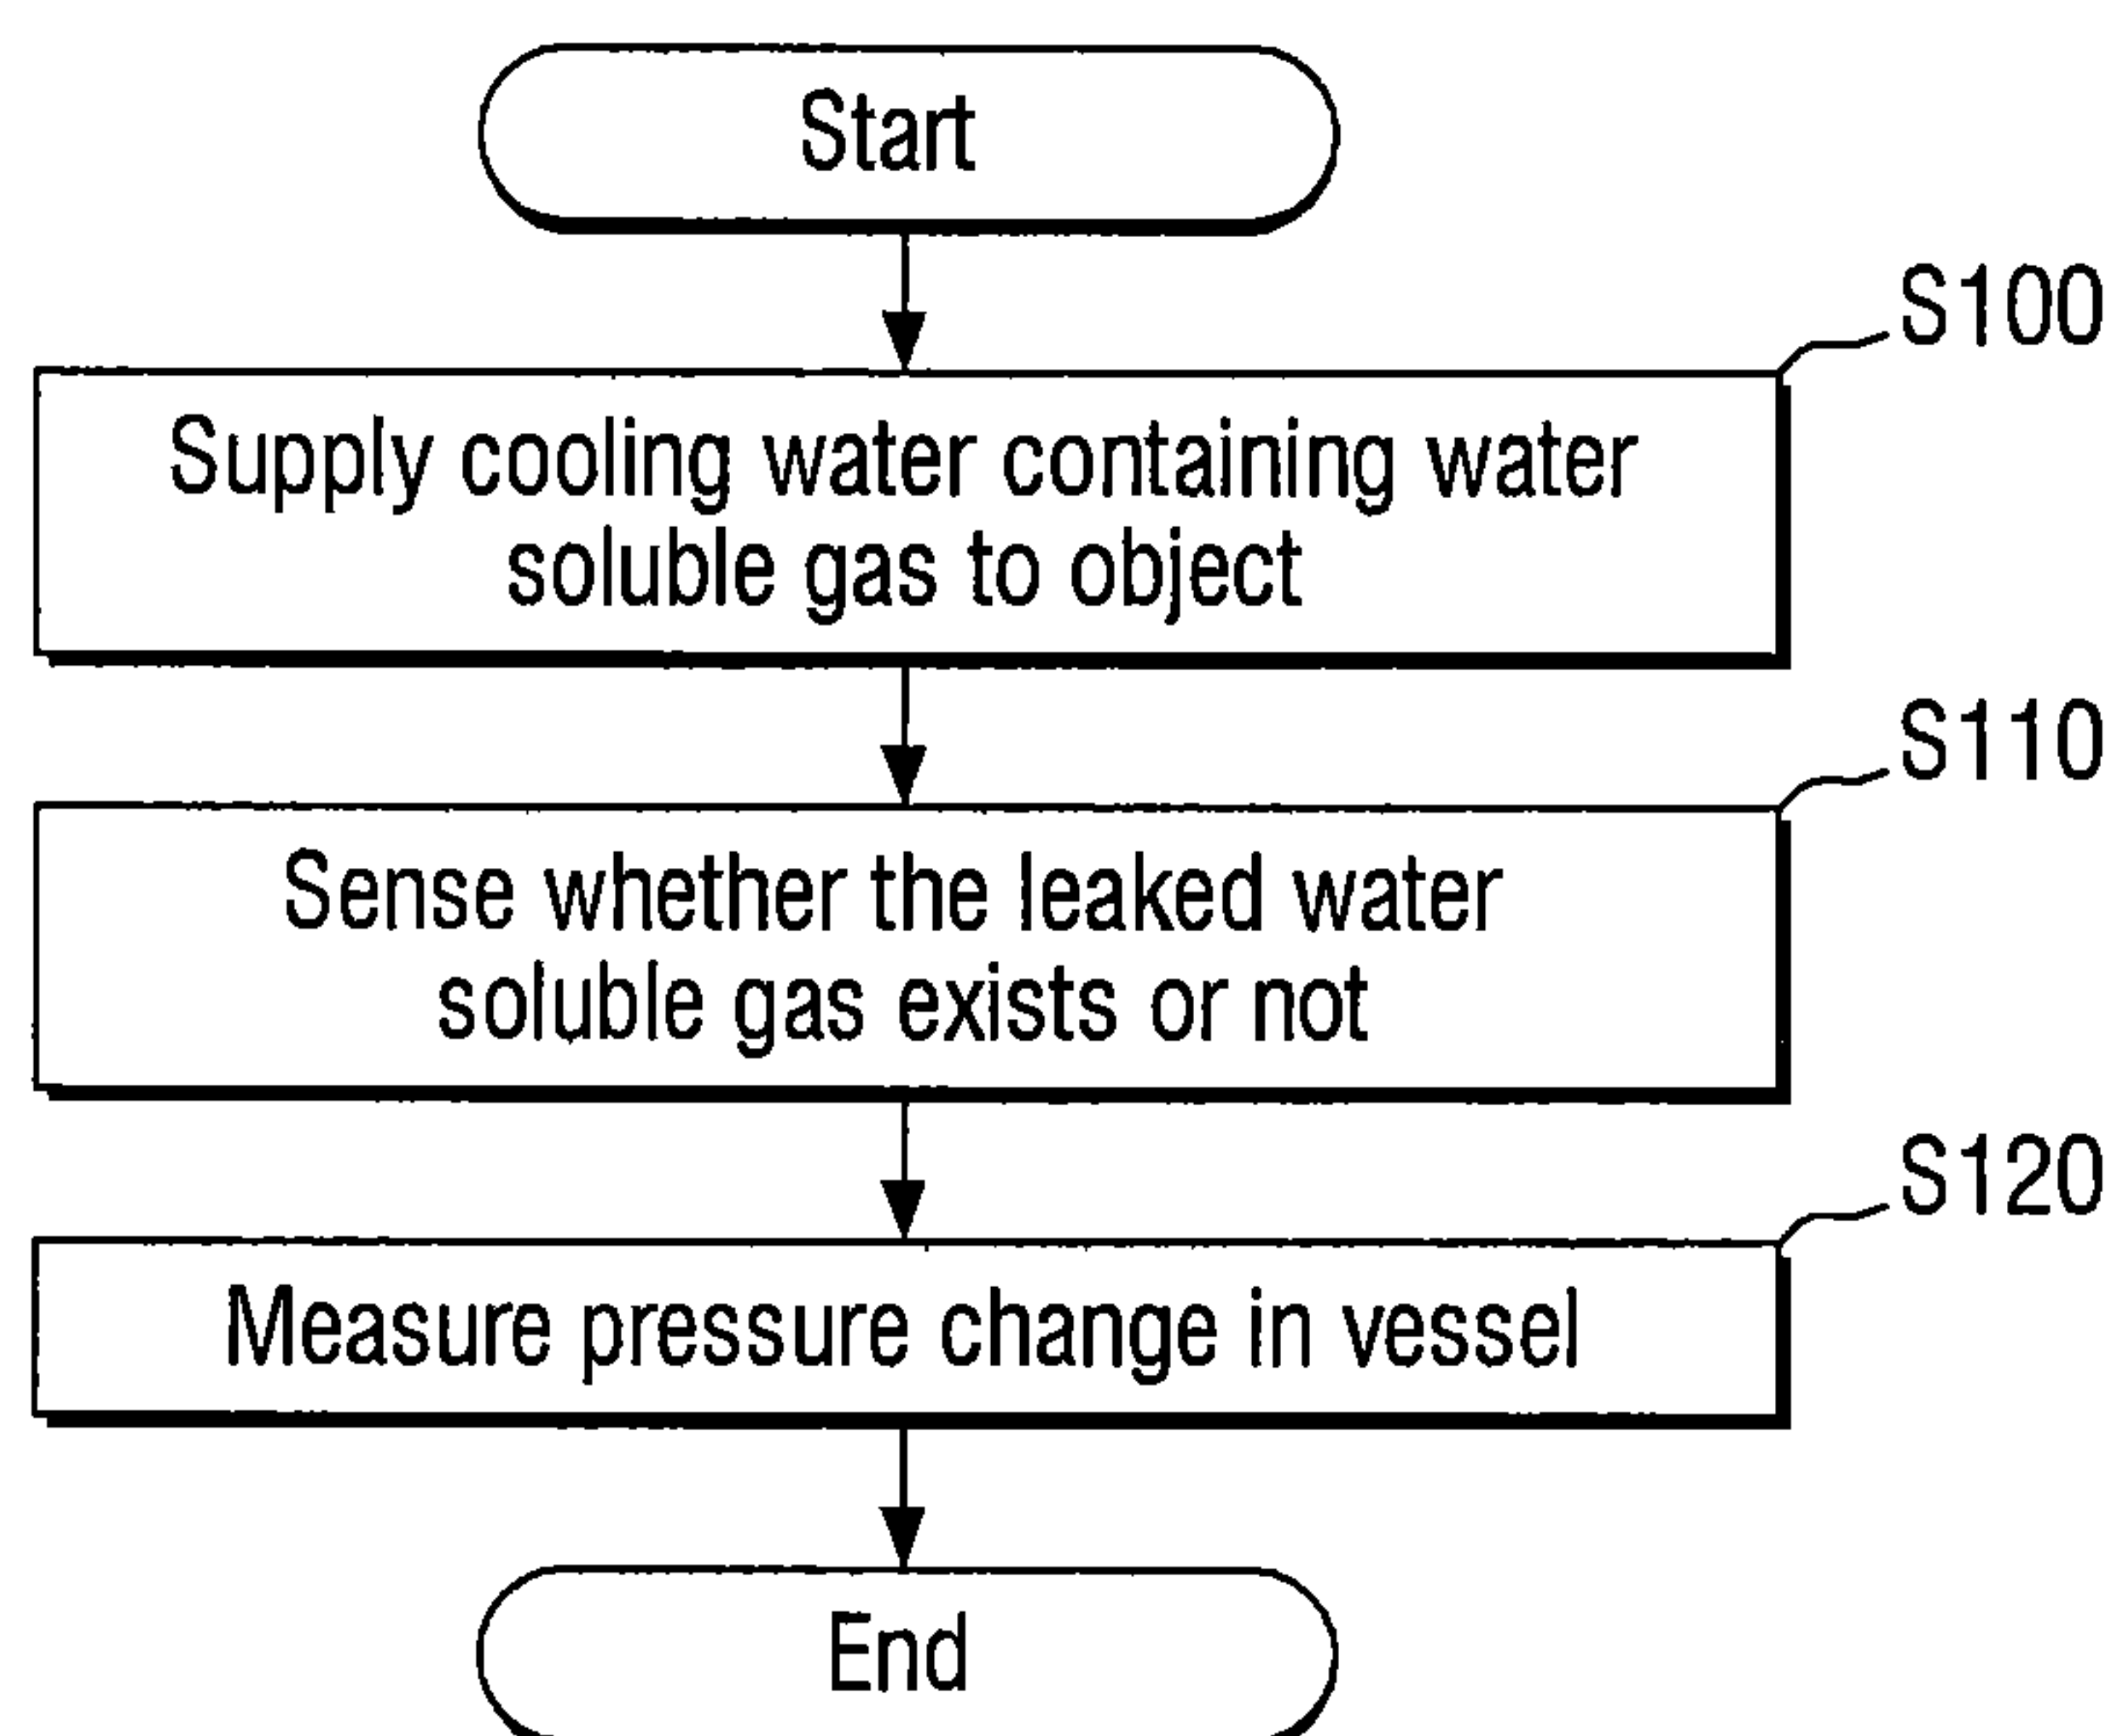 Start
S100
Supply cooling water containing water
soluble gas to object
S110
Sense whether the leaked water
soluble gas exists or not
S120
Measure pressure change in vessel
End